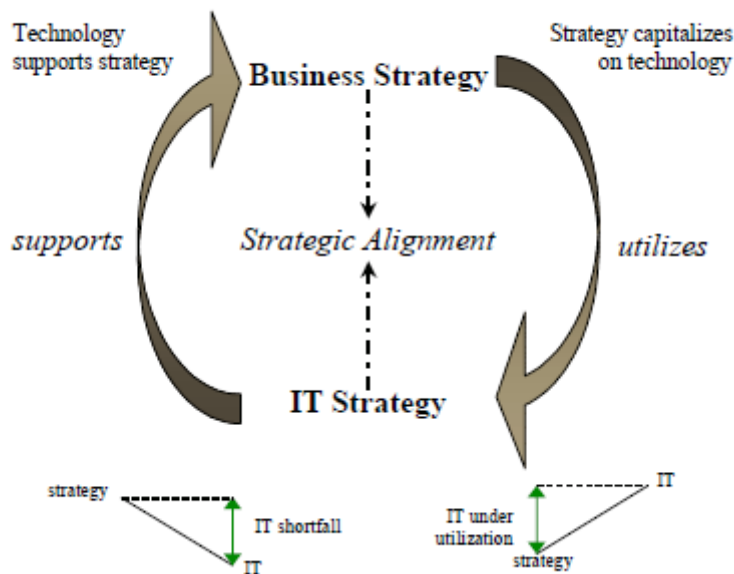 Technology
supports strategy
Strategy capitalizes
on technology
Business Strategy
supports
Strategic Alignment
utilizes
IT Strategy
strategy
IT shortfall
IT
IT
IT under
utilization
strategy